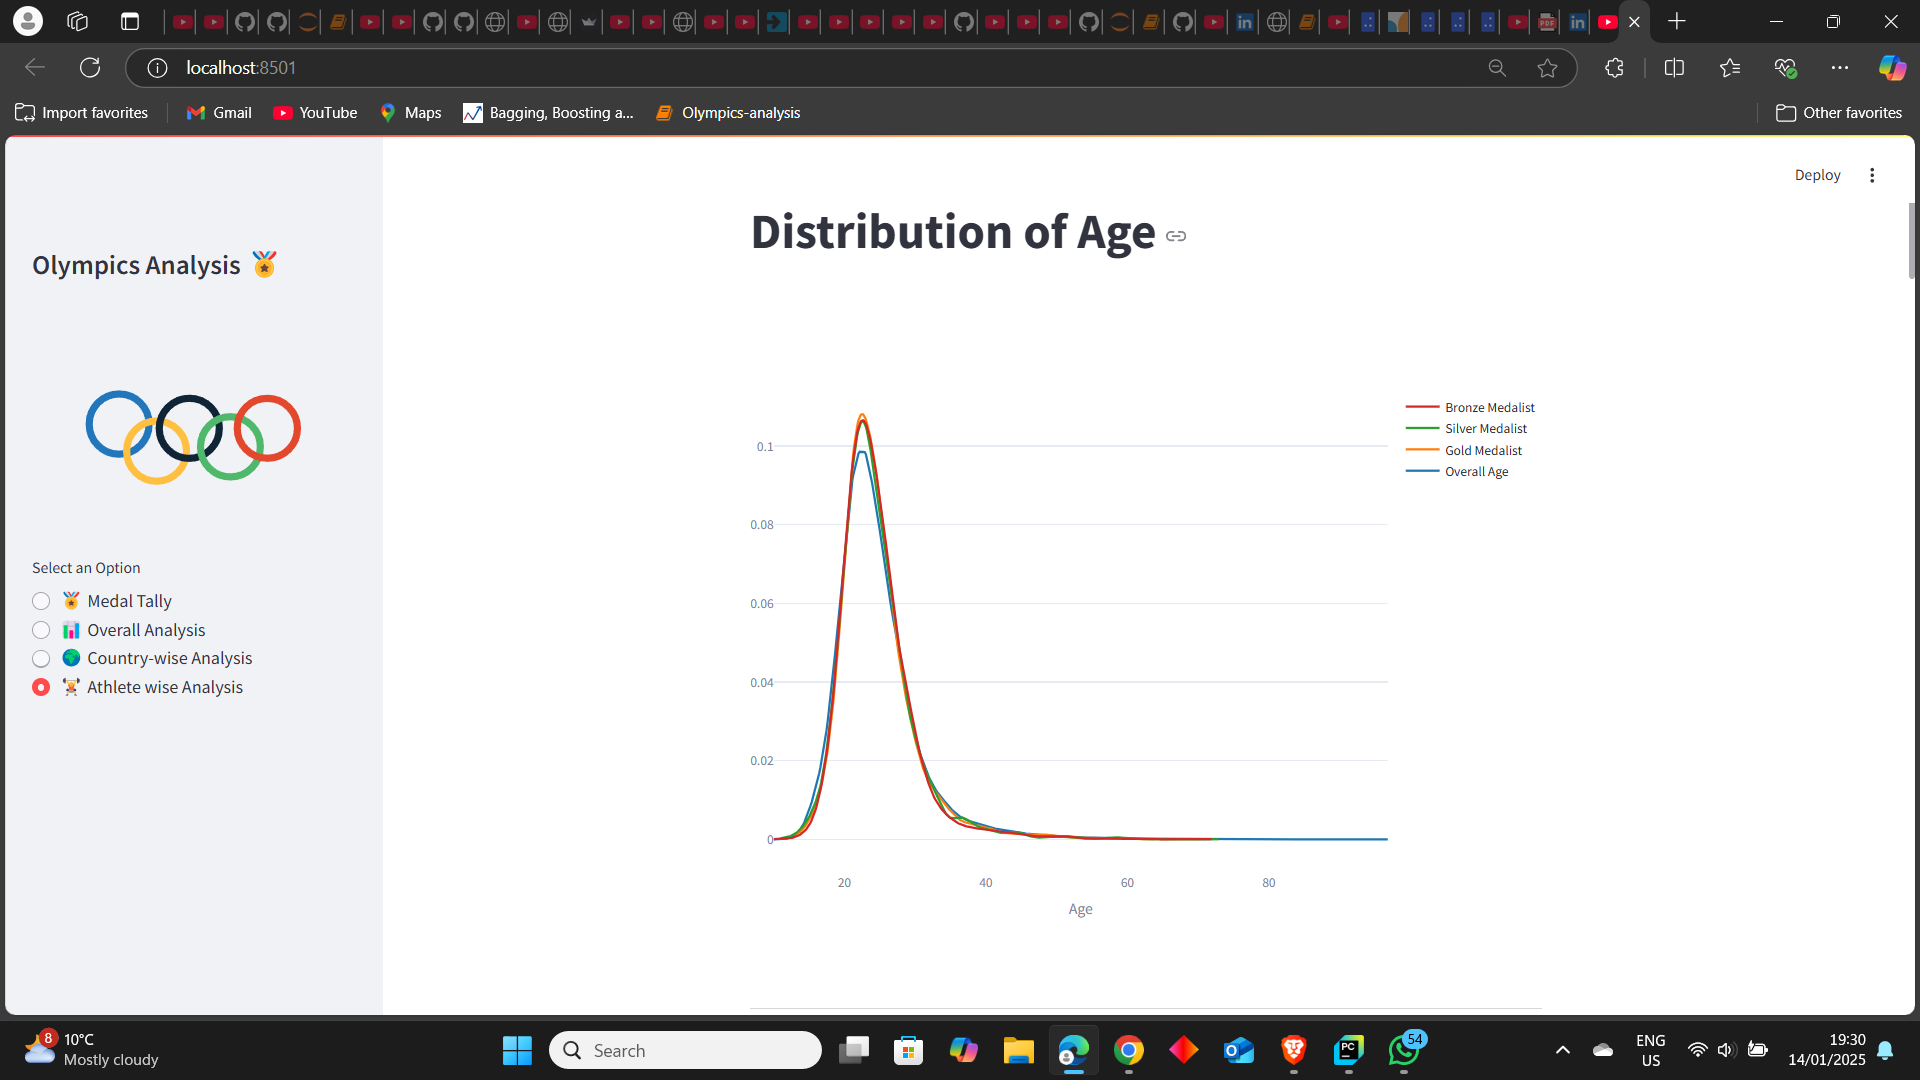 localhost:8501
Import favorites
Gmail
YouTube
Maps
Bagging, Boosting a...
Olympics-analysis
Other favorites
Deploy
Olympics Analysis
Select an Option
Medal Tally
Overall Analysis
Country-wise Analysis
Athlete wise Analysis
Distribution of Age
Bronze Medalist
Silver Medalist
Gold Medalist
Overall Age
0.1
0.08
0.06
0.04
0.02
0
20 40 60 80
Age
8
10°C
Mostly cloudy
Search
54
ENG
US
19:30
14/01/2025